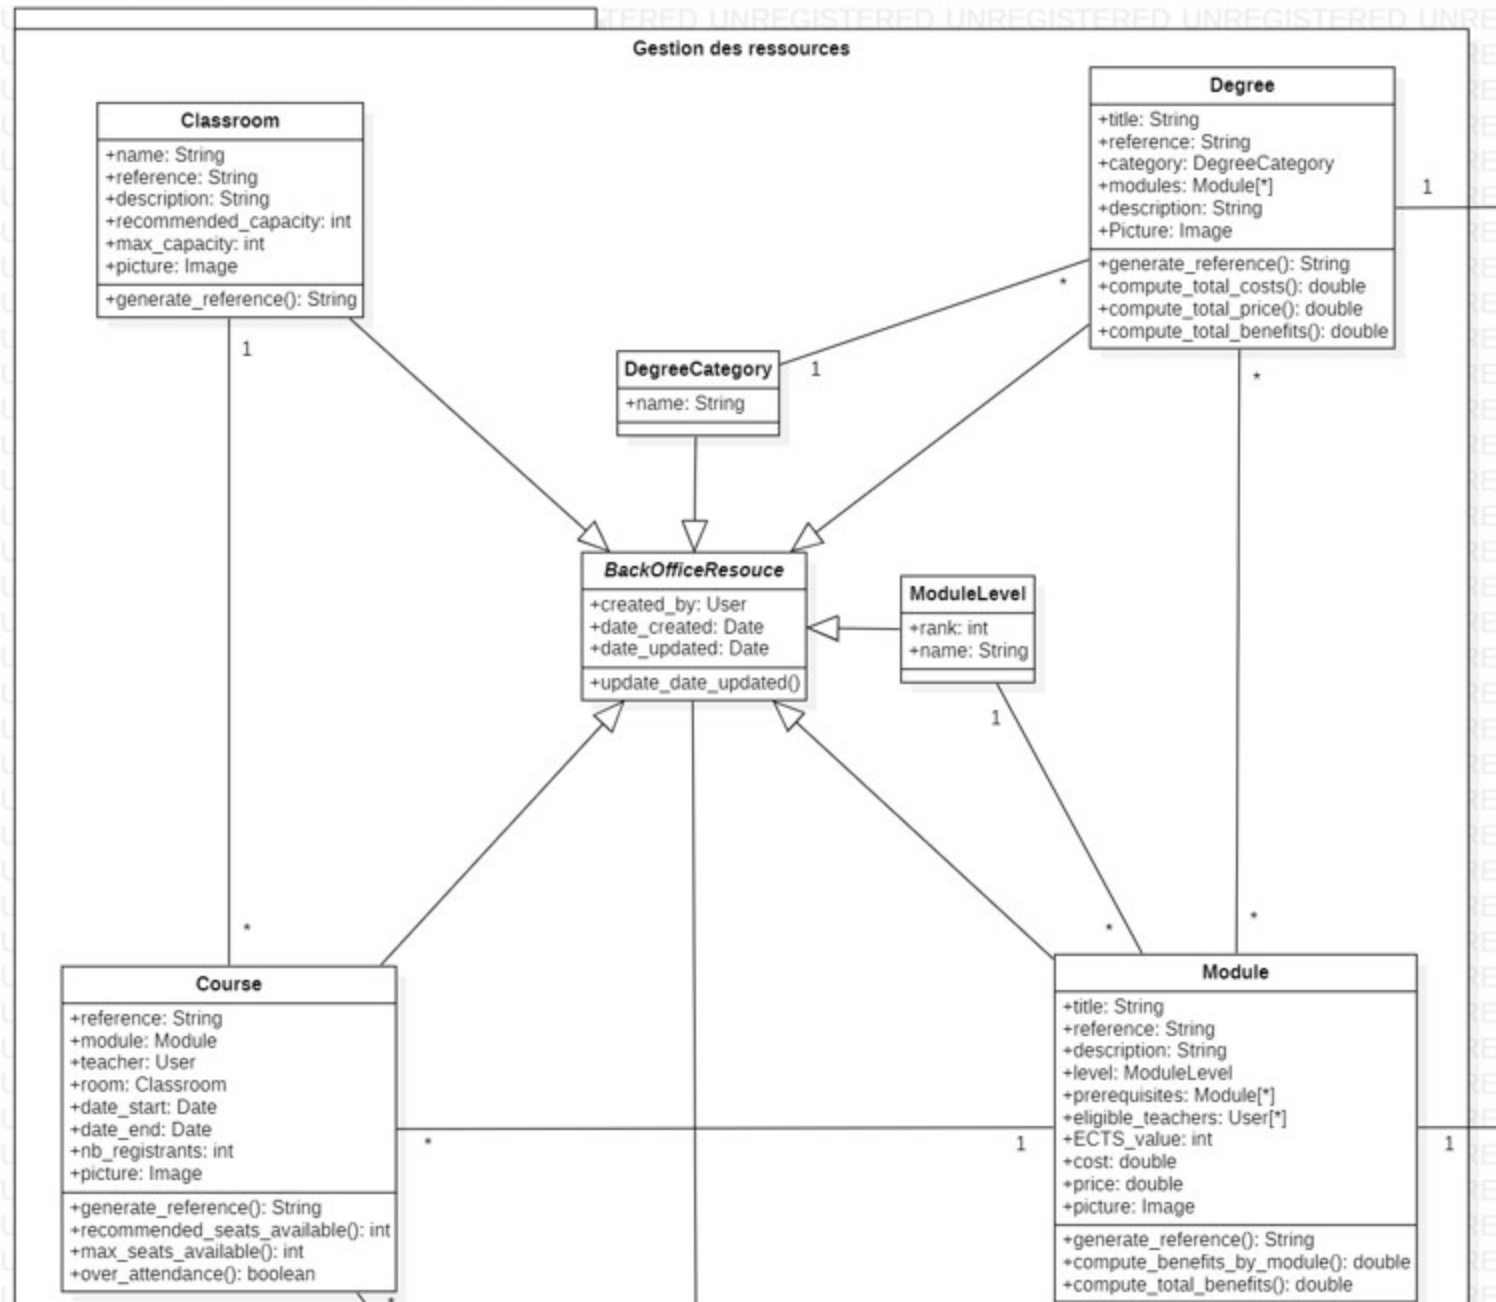 TERED UNREGISTERED UNREGISTERED UNREGISTERED UNRE
Gestion des ressources
Classroom
+name: String
+reference: String
+description: String
+recommended_capacity: int
+max_capacity: int
+picture: Image
+generate_reference(): String
1
*
Degree
+title: String
+reference: String
+category: DegreeCategory
+modules: Module[*]
+description: String
+Picture: Image
+generate_reference(): String
+compute_total_costs(): double
+compute_total_price(): double
+compute_total_benefits(): double
1
*
1
*
DegreeCategory
+name: String
BackOfficeResouce
+created_by: User
+date_created: Date
+date_updated: Date
+update_date_updated()
ModuleLevel
+rank: int
+name: String
1
*
*
Course
+reference: String
+module: Module
+teacher: User
+room: Classroom
+date_start: Date
+date_end: Date
+nb_registrants: int
+picture: Image
+generate_reference(): String
+recommended_seats_available(): int
+max_seats_available(): int
+over_attendance(): boolean
*
*
1
Module
+title: String
+reference: String
+description: String
+level: ModuleLevel
+prerequisites: Module[*]
+eligible_teachers: User[*]
+ECTS_value: int
+cost: double
+price: double
+picture: Image
+generate_reference(): String
+compute_benefits_by_module(): double
+compute_total_benefits(): double
1